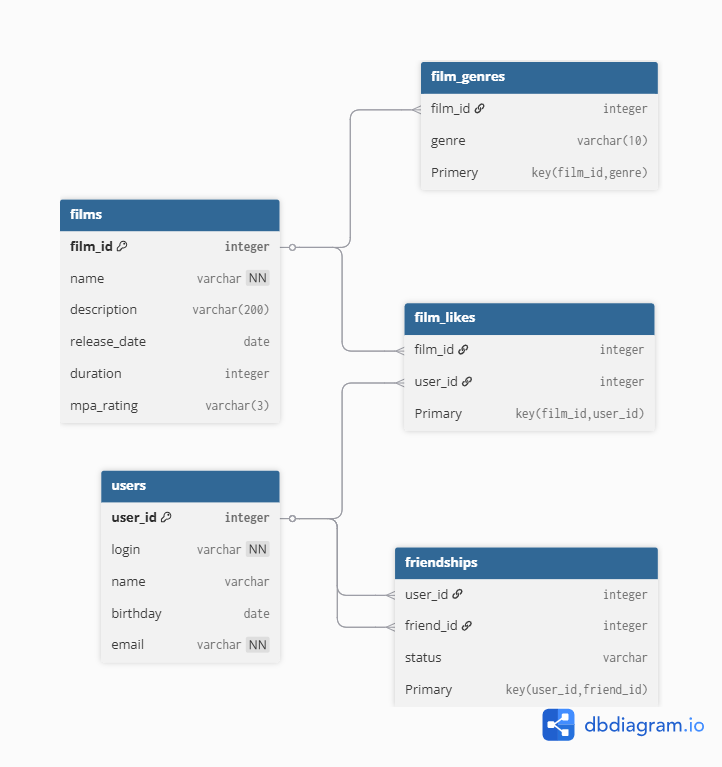 film_genres
film_id integer
genre varchar(10)
Primery key(film_id,genre)
films
film_id integer
name varchar NN
description varchar(200)
release_date date
duration integer
mpa_rating varchar(3)
film_likes
film_id integer
user_id integer
Primary key(film_id,user_id)
users
user_id integer
login varchar NN
name varchar
birthday date
email varchar NN
friendships
user_id integer
friend_id integer
status varchar
Primary key(user_id,friend_id)
dbdiagram.io